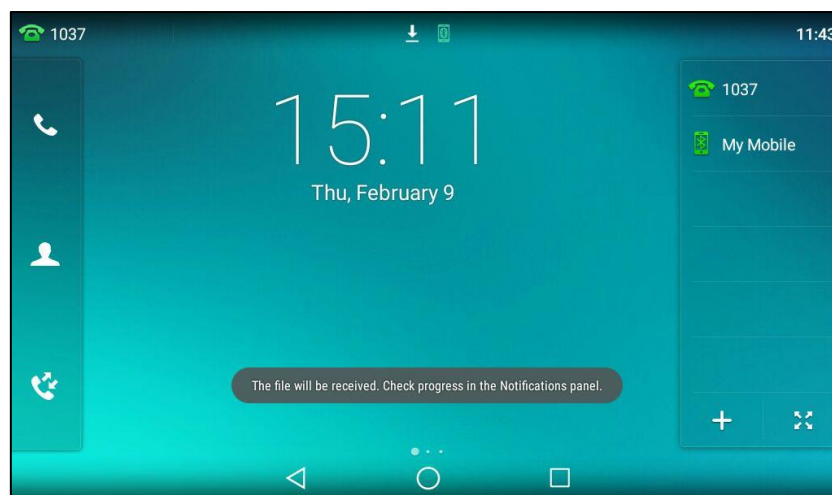 1037
11:43
1037
My Mobile
15:11
Thu, February 9
The file will be received. Check progress in the Notifications panel.